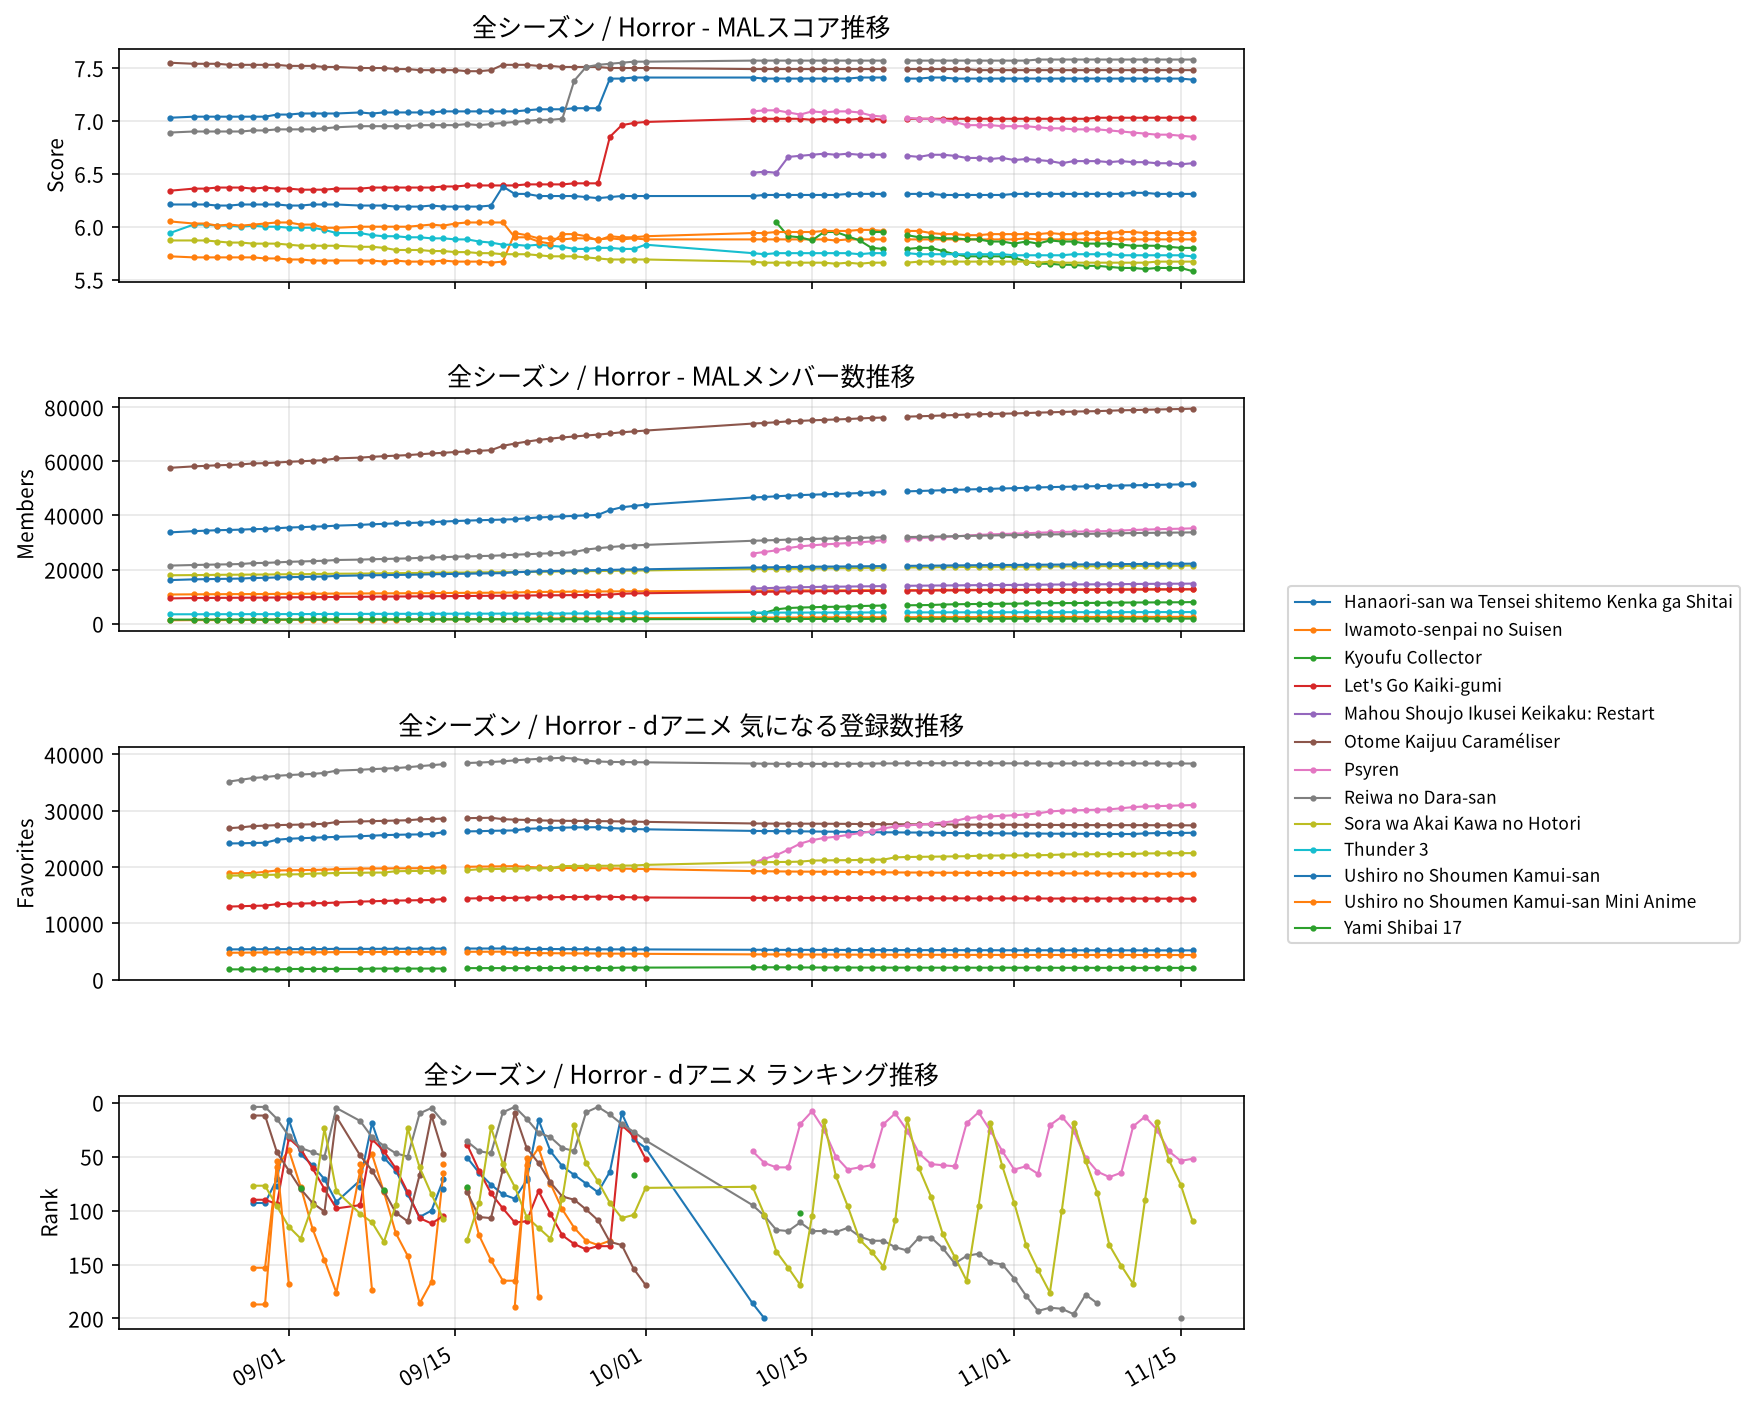 全シーズン / Horror - MALスコア推移
Score
7.5
7.0
6.5
6.0
5.5
全シーズン / Horror - MALメンバー数推移
Members
80000
60000
40000
20000
0
全シーズン / Horror - dアニメ 気になる登録数推移
Favorites
40000
30000
20000
10000
0
全シーズン / Horror - dアニメ ランキング推移
Rank
0
50
100
150
200
09/01
09/15
10/01
10/15
11/01
11/15
Hanaori-san wa Tensei shitemo Kenka ga Shitai
Iwamoto-senpai no Suisen
Kyoufu Collector
Let's Go Kaiki-gumi
Mahou Shoujo Ikusei Keikaku: Restart
Otome Kaijuu Caraméliser
Psyren
Reiwa no Dara-san
Sora wa Akai Kawa no Hotori
Thunder 3
Ushiro no Shoumen Kamui-san
Ushiro no Shoumen Kamui-san Mini Anime
Yami Shibai 17